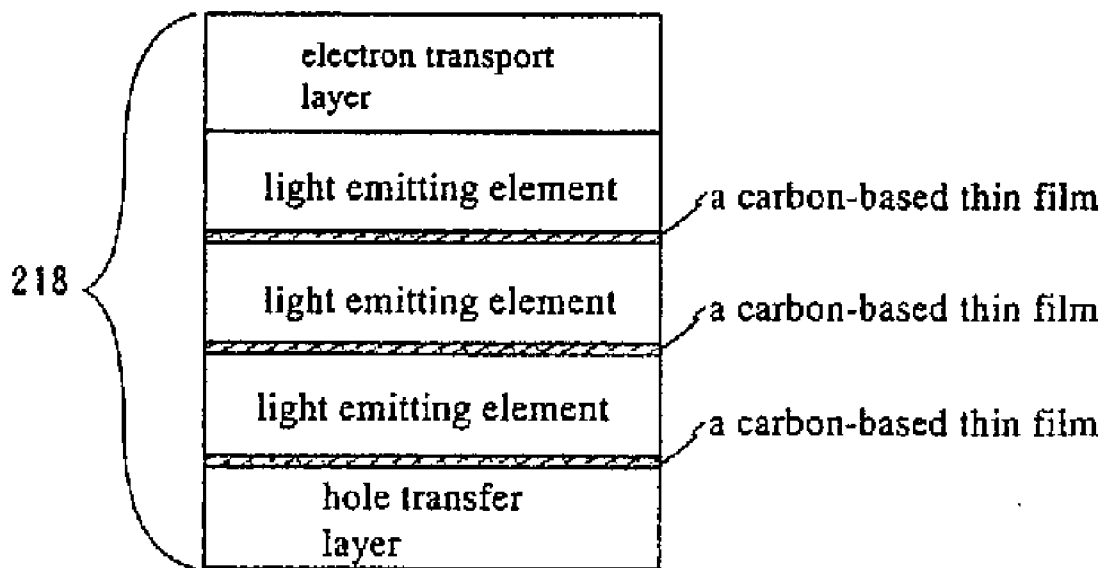 electron transport
layer
light emitting element
a carbon-based thin film
218
light emitting element
a carbon-based thin film
light emitting element
a carbon-based thin film
hole transfer
layer